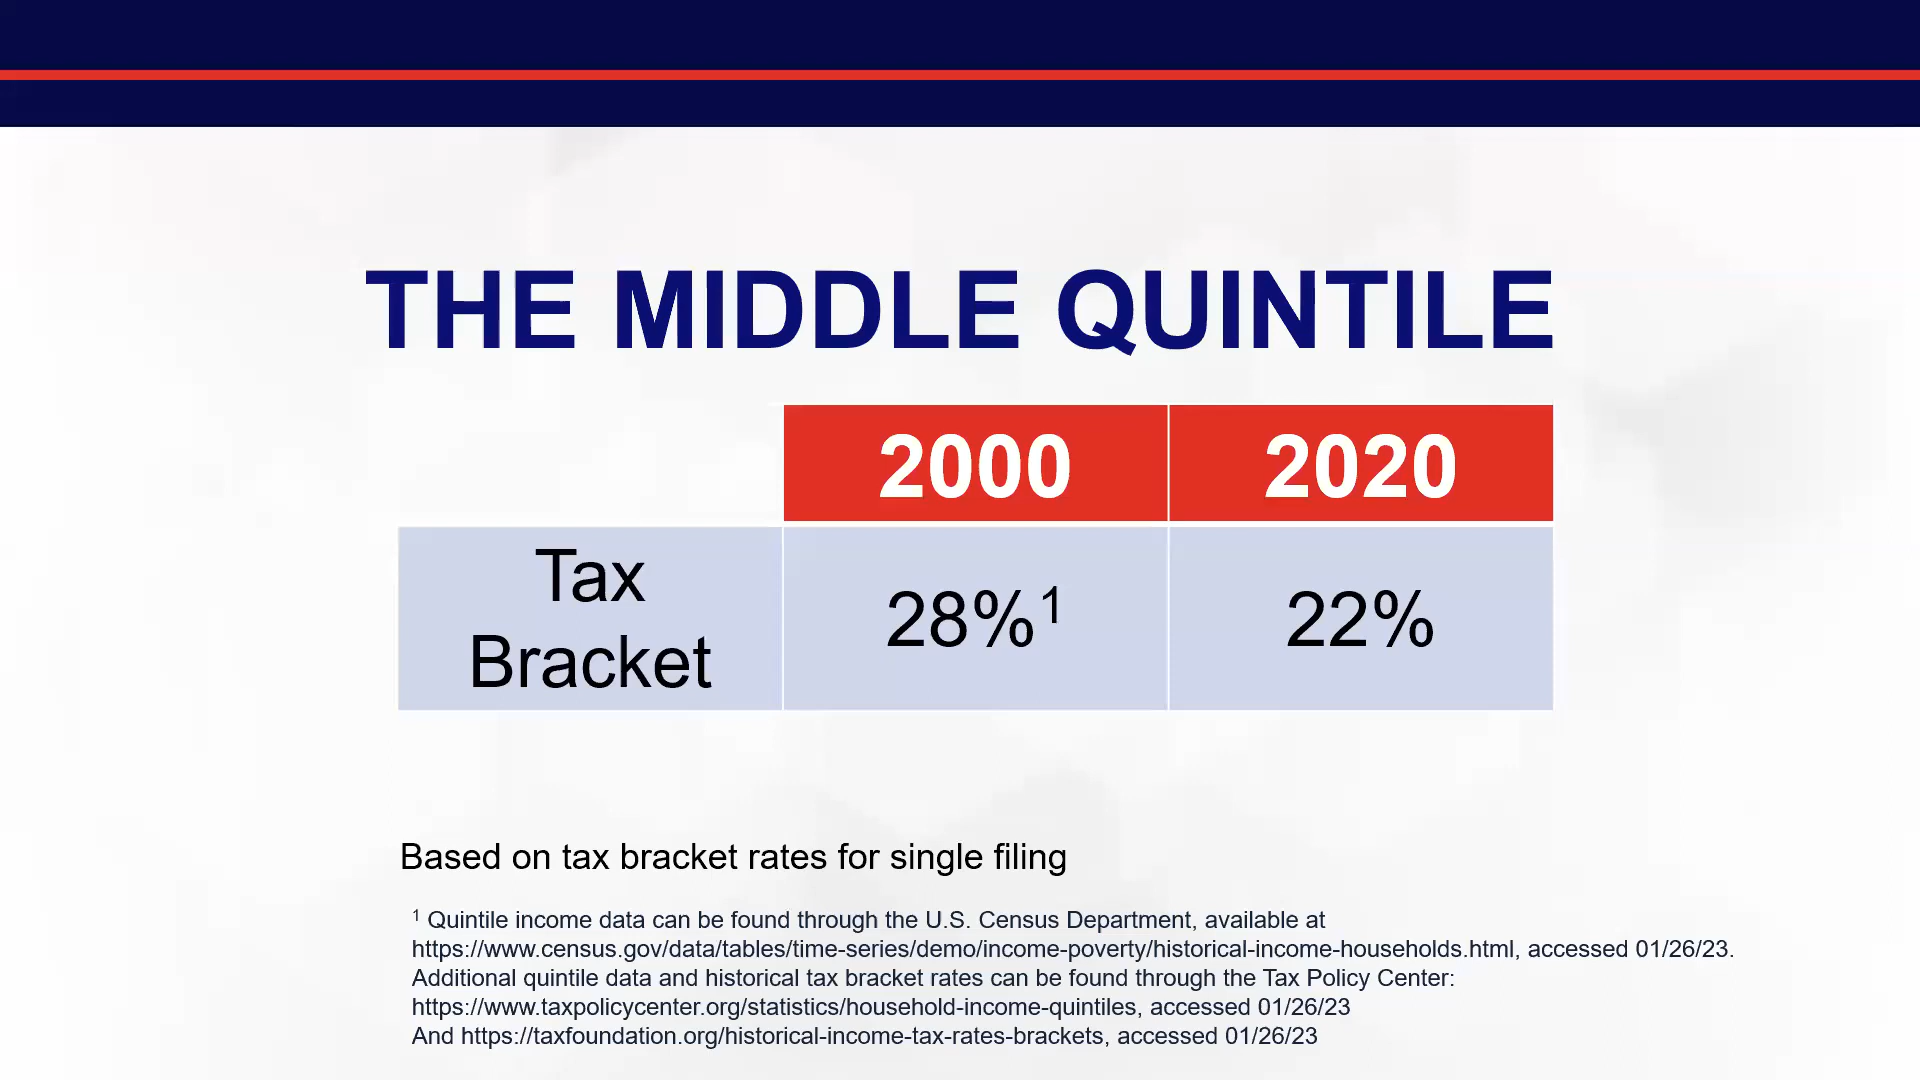 THE MIDDLE QUINTILE
2000 2020
Tax
Bracket
28%¹ 22%
Based on tax bracket rates for single filing
¹ Quintile income data can be found through the U.S. Census Department, available at
https://www.census.gov/data/tables/time-series/demo/income-poverty/historical-income-households.html, accessed 01/26/23.
Additional quintile data and historical tax bracket rates can be found through the Tax Policy Center:
https://www.taxpolicycenter.org/statistics/household-income-quintiles, accessed 01/26/23
And https://taxfoundation.org/historical-income-tax-rates-brackets, accessed 01/26/23